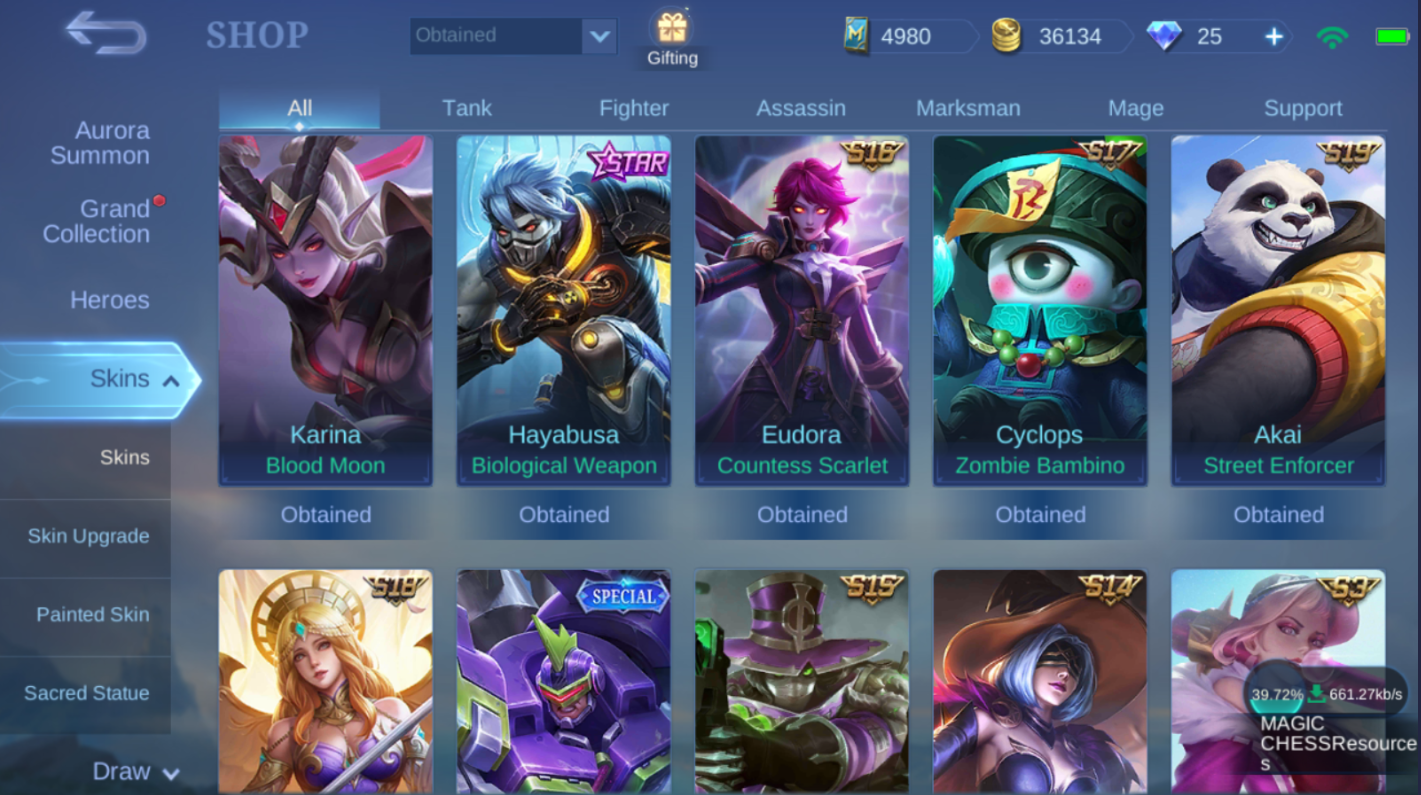 SHOP
Obtained
Gifting
4980
36134
25
+
All
Tank
Fighter
Assassin
Marksman
Mage
Support
Aurora
Summon
Grand
Collection
Heroes
Skins
Skins
Skin Upgrade
Painted Skin
Sacred Statue
Draw
Karina
Blood Moon
Obtained
STAR
Hayabusa
Biological Weapon
Obtained
S16
Eudora
Countess Scarlet
Obtained
S17
Cyclops
Zombie Bambino
Obtained
S19
Akai
Street Enforcer
Obtained
S18
SPECIAL
S15
S14
S3
39.72% 661.27kb/s
MAGIC
CHESSResource
s